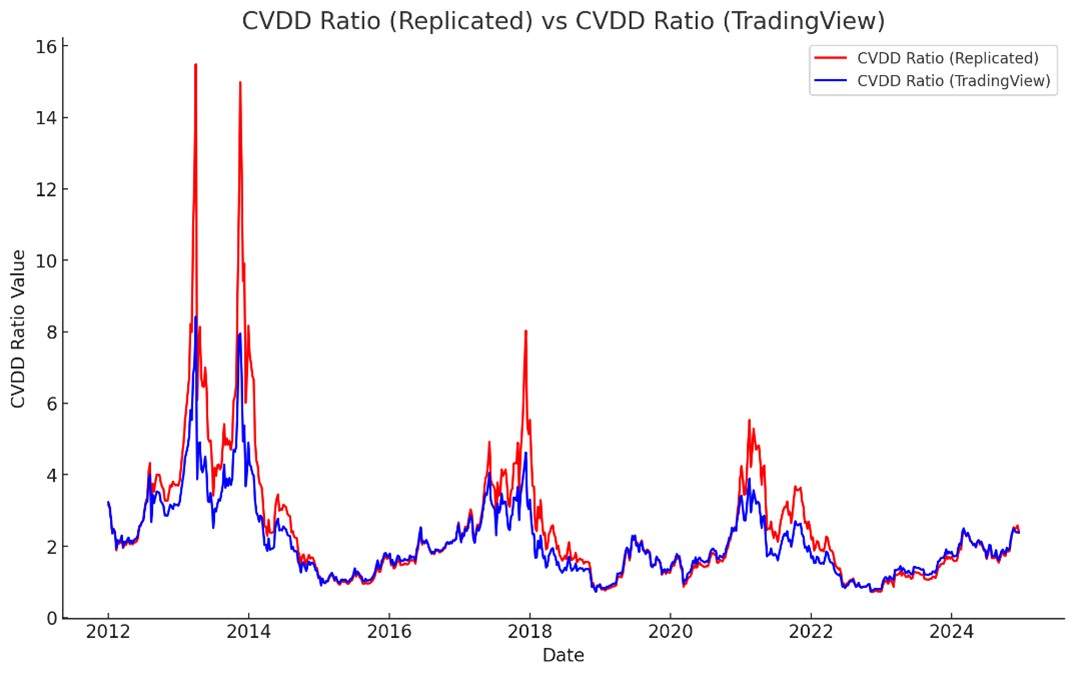 CVDD Ratio (Replicated) vs CVDD Ratio (TradingView)
CVDD Ratio (Replicated)
CVDD Ratio (TradingView)
CVDD Ratio Value
16
14
12
10
8
6
4
2
0
2012 2014 2016 2018 2020 2022 2024
Date